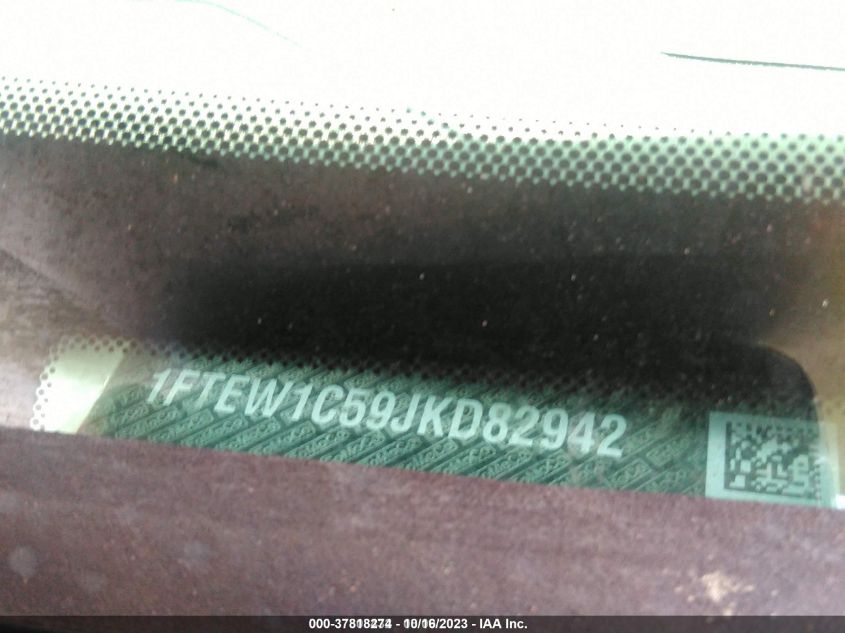 1FTEW1C59JKD82942
000-37818274 - 10/16/2023 - IAA Inc.